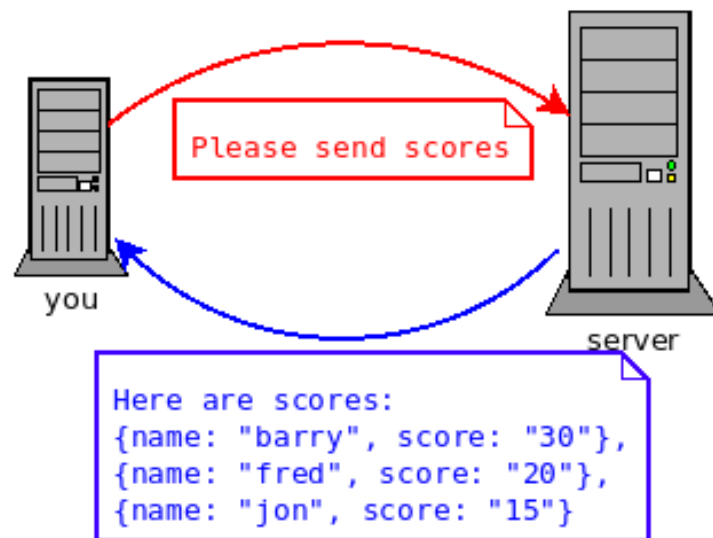 Please send scores
you
server
Here are scores:
{name: "barry", score: "30"},
{name: "fred", score: "20"},
{name: "jon", score: "15"}